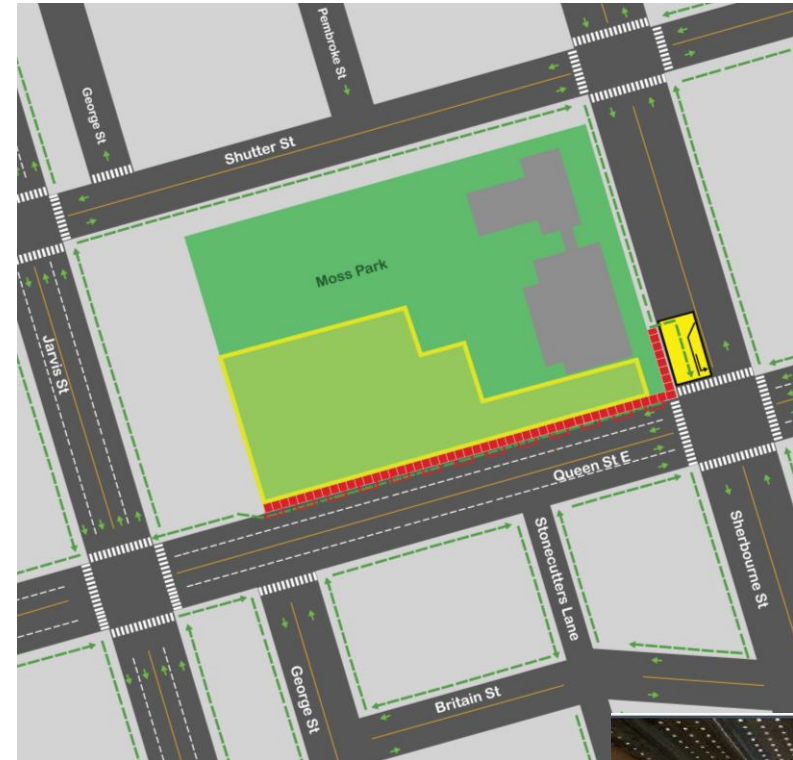 Pembroke St
George St
Shutter St
Moss Park
Jarvis St
Queen St E
Stonecutters Lane
Sherbourne St
George St
Britain St